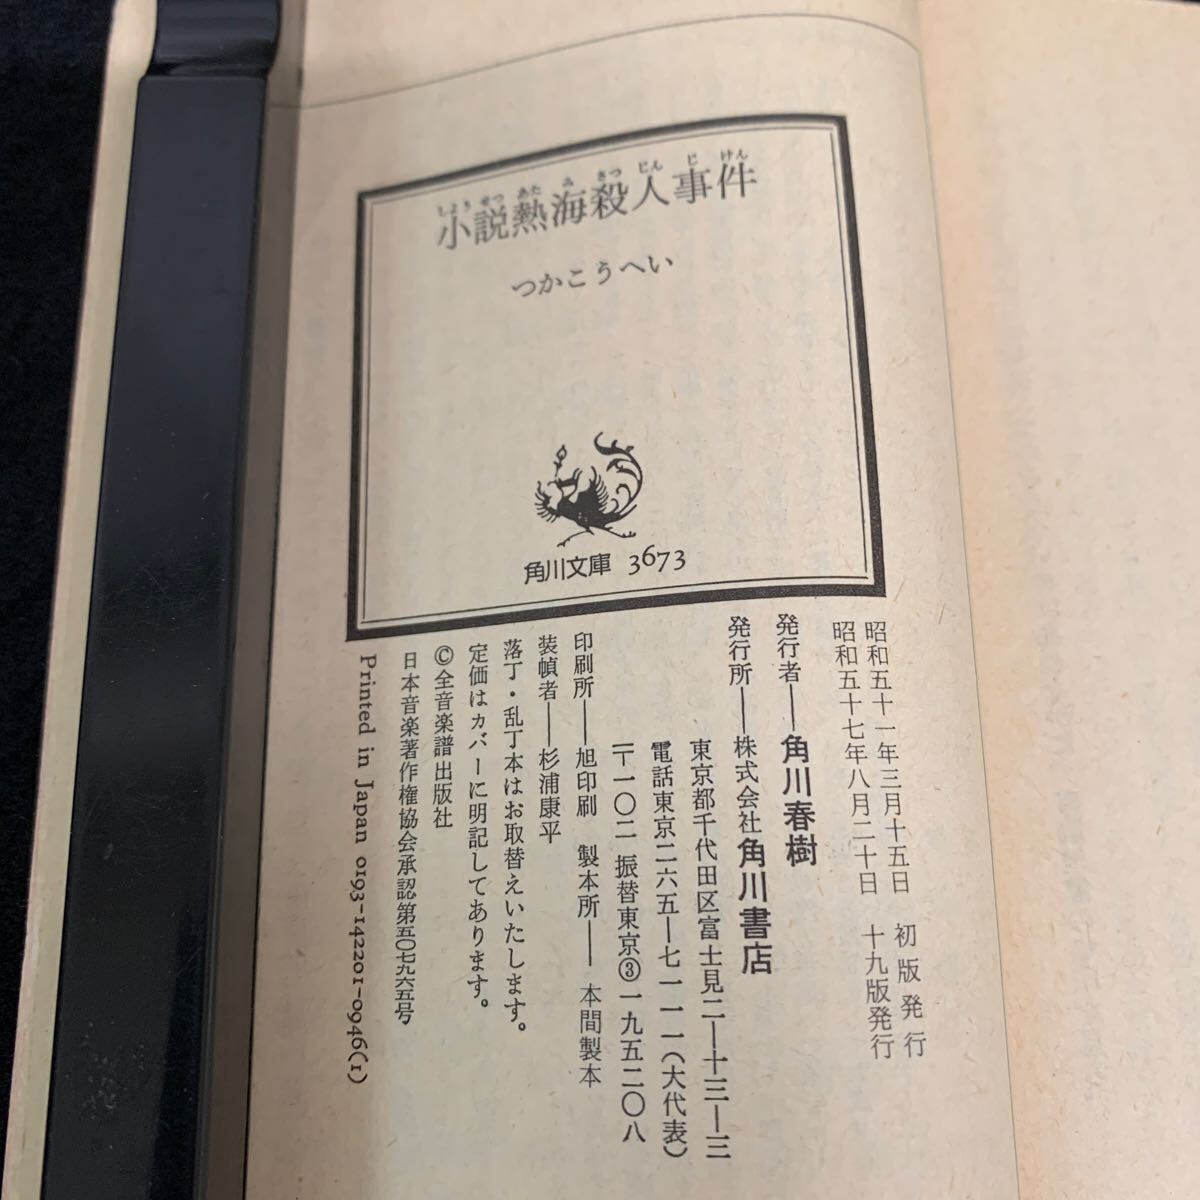 しょう せつ あた み さつ じん じ けん
小説熱海殺人事件
つかこうへい
角川文庫 3673
昭和五十一年三月十五日 初版発行
昭和五十七年八月二十日 十九版発行
発行者――角川春樹
発行所――株式会社角川書店
東京都千代田区富士見二―十三―三
電話東京二六五―七一一一(大代表)
〒一〇二 振替東京③一九五二〇八
印刷所――旭印刷 製本所――本間製本
装幀者――杉浦康平
落丁・乱丁本はお取替えいたします。
定価はカバーに明記してあります。
©全音楽譜出版社
日本音楽著作権協会承認第五〇七九六五号
Printed in Japan 0193-142201-0946(1)